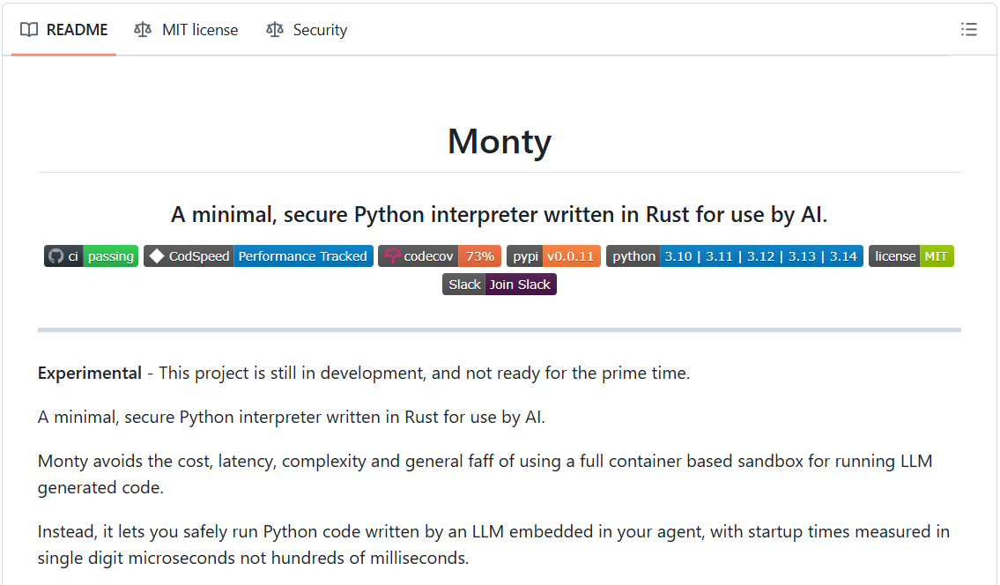 README MIT license Security
Monty
A minimal, secure Python interpreter written in Rust for use by AI.
ci passing CodSpeed Performance Tracked codecov 73% pypi v0.0.11 python 3.10 | 3.11 | 3.12 | 3.13 | 3.14 license MIT
Slack Join Slack
Experimental - This project is still in development, and not ready for the prime time.
A minimal, secure Python interpreter written in Rust for use by AI.
Monty avoids the cost, latency, complexity and general faff of using a full container based sandbox for running LLM
generated code.
Instead, it lets you safely run Python code written by an LLM embedded in your agent, with startup times measured in
single digit microseconds not hundreds of milliseconds.